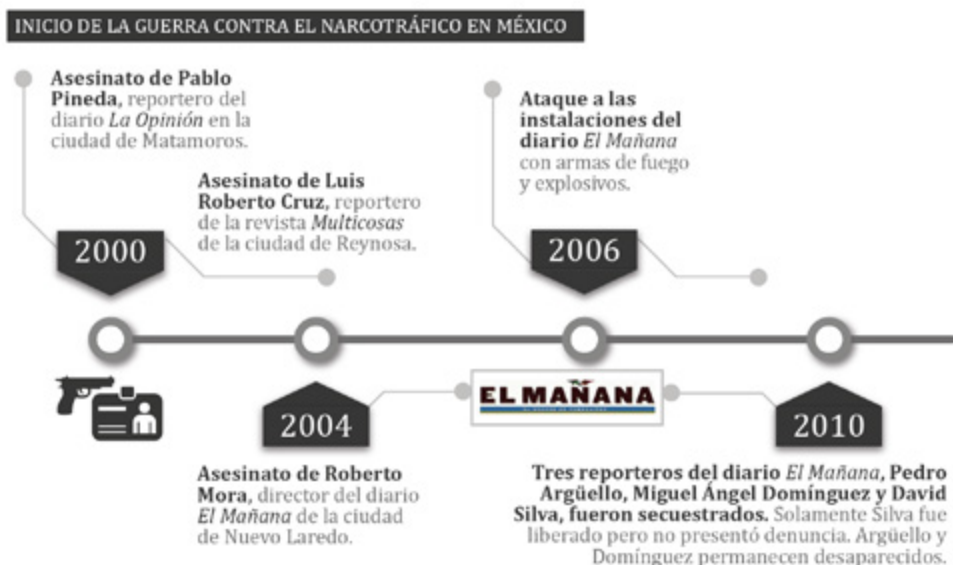 INICIO DE LA GUERRA CONTRA EL NARCOTRÁFICO EN MÉXICO
Asesinato de Pablo
Pineda, reportero del
diario La Opinión en la
ciudad de Matamoros.
2000
Asesinato de Luis
Roberto Cruz, reportero
de la revista Multicosas
de la ciudad de Reynosa.
2004
Asesinato de Roberto
Mora, director del diario
El Mañana de la ciudad
de Nuevo Laredo.
Ataque a las
instalaciones del
diario El Mañana
con armas de fuego
y explosivos.
2006
EL MAÑANA
2010
Tres reporteros del diario El Mañana, Pedro
Argüello, Miguel Ángel Domínguez y David
Silva, fueron secuestrados. Solamente Silva fue
liberado pero no presentó denuncia. Argüello y
Domínguez permanecen desaparecidos.